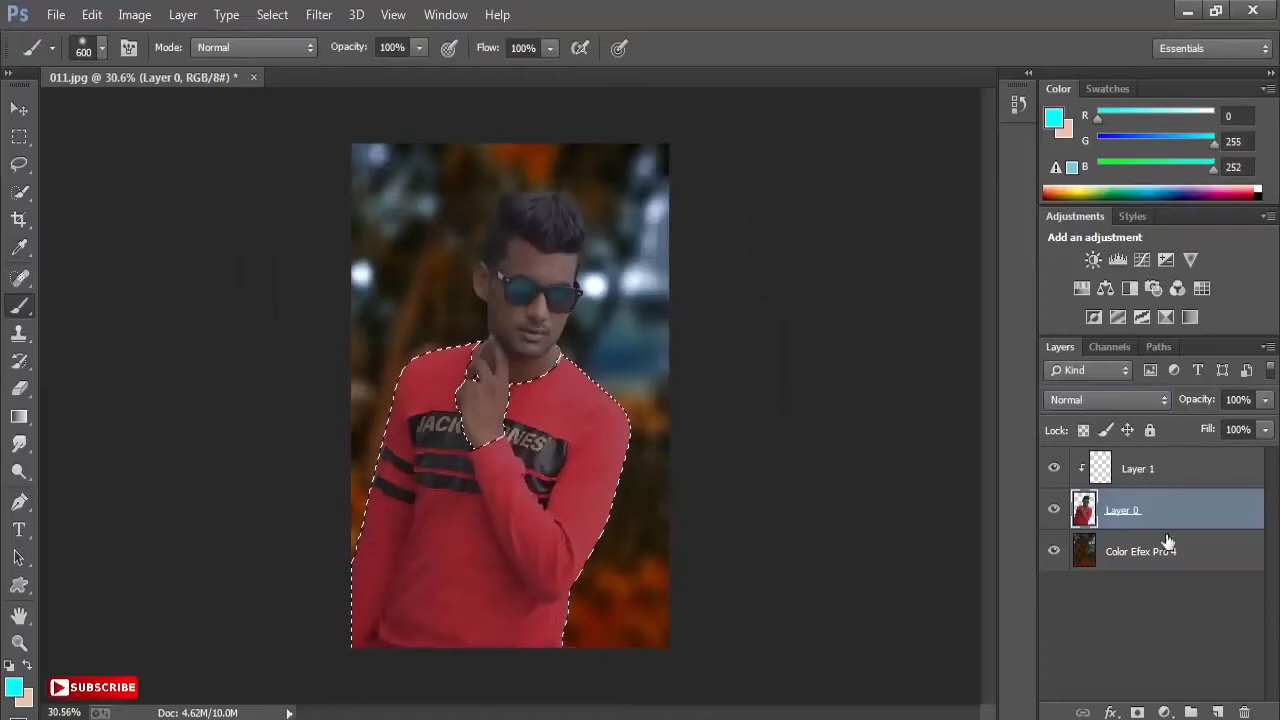 Ps File Edit Image Layer Type Select Filter 3D View Window Help
600 Mode: Normal Opacity: 100% Flow: 100% Essentials
011.jpg @ 30.6% (Layer 0, RGB/8#) * ×
Color Swatches
R 0
G 255
B 252
Adjustments Styles
Add an adjustment
Layers Channels Paths
Kind
Normal Opacity: 100%
Lock: Fill: 100%
Layer 1
Layer 0
Color Efex Pro 4
SUBSCRIBE
30.56% Doc: 4.62M/10.0M